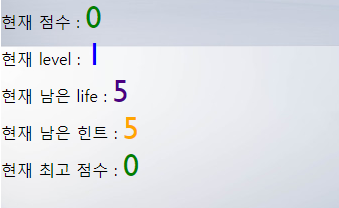 현재 점수 : 0
현재 level : 1
현재 남은 life : 5
현재 남은 힌트 : 5
현재 최고 점수 : 0